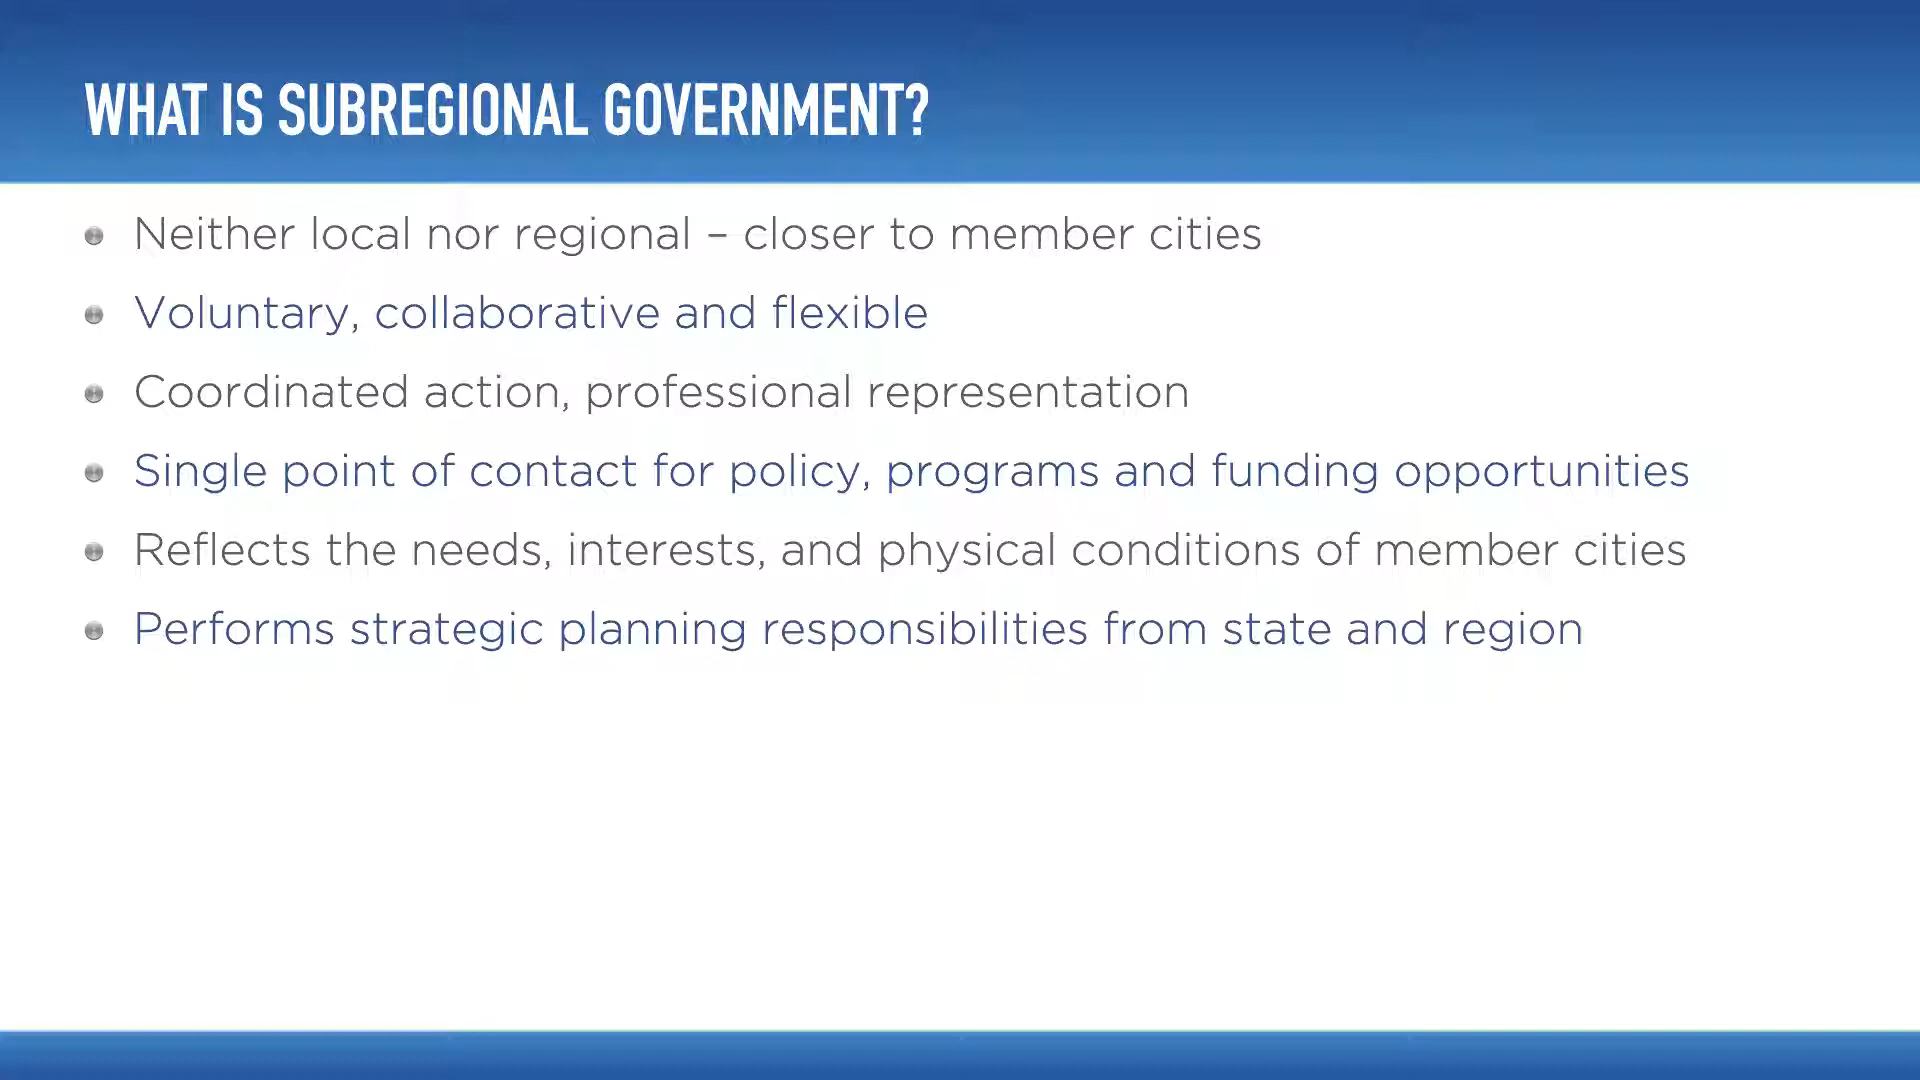 WHAT IS SUBREGIONAL GOVERNMENT?
Neither local nor regional – closer to member cities
Voluntary, collaborative and flexible
Coordinated action, professional representation
Single point of contact for policy, programs and funding opportunities
Reflects the needs, interests, and physical conditions of member cities
Performs strategic planning responsibilities from state and region